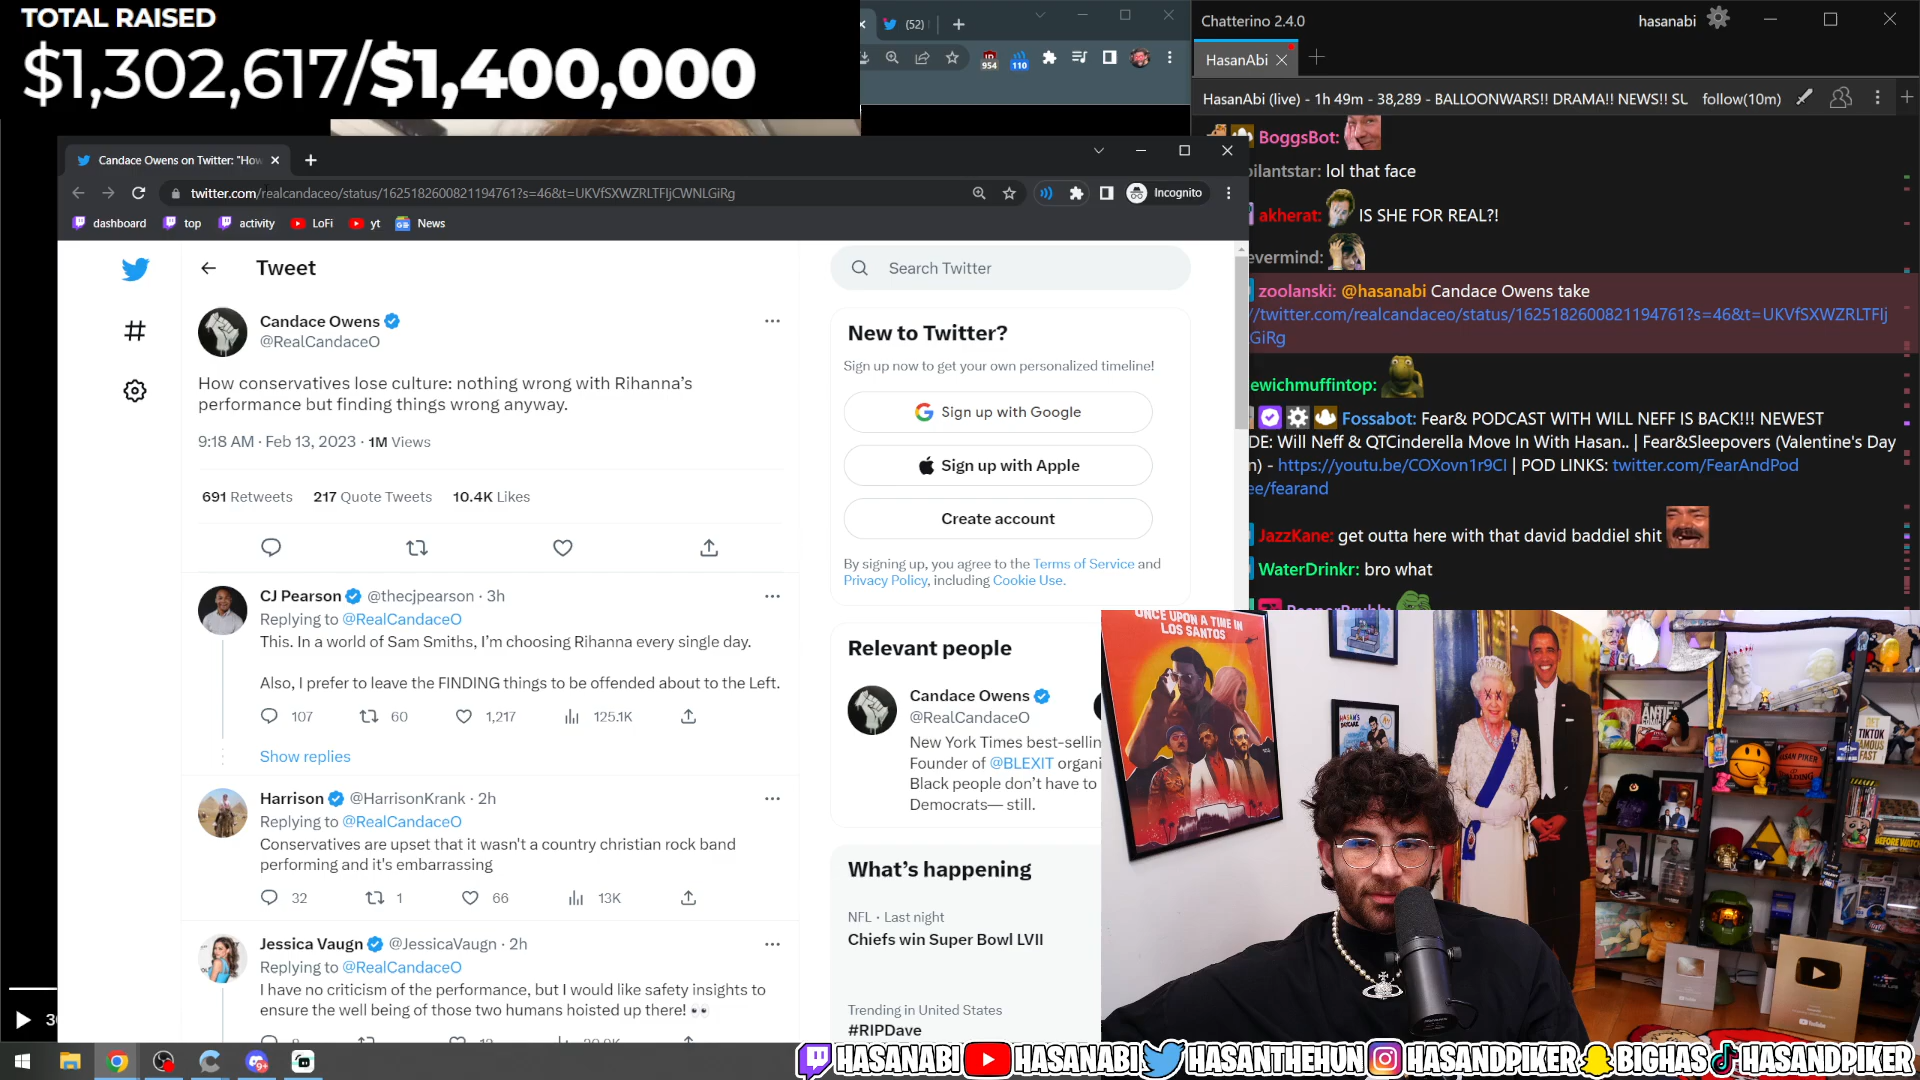 TOTAL RAISED
$1,302,617/$1,400,000
(52)
954
110
Chatterino 2.4.0
hasanabi
HasanAbi
HasanAbi (live) - 1h 49m - 38,289 - BALLOONWARS!! DRAMA!! NEWS!! SU
follow(10m)
Candace Owens on Twitter: "How
twitter.com/realcandaceo/status/1625182600821194761?s=46&t=UKVfSXWZRLTFIjCWNLGiRg
Incognito
dashboard
top
activity
LoFi
yt
News
Tweet
Candace Owens
@RealCandaceO
How conservatives lose culture: nothing wrong with Rihanna's
performance but finding things wrong anyway.
9:18 AM · Feb 13, 2023 · 1M Views
691 Retweets 217 Quote Tweets 10.4K Likes
CJ Pearson @thecjpearson · 3h
Replying to @RealCandaceO
This. In a world of Sam Smiths, I'm choosing Rihanna every single day.
Also, I prefer to leave the FINDING things to be offended about to the Left.
107 60 1,217 125.1K
Show replies
Harrison @HarrisonKrank · 2h
Replying to @RealCandaceO
Conservatives are upset that it wasn't a country christian rock band
performing and it's embarrassing
32 1 66 13K
Jessica Vaugn @JessicaVaugn · 2h
Replying to @RealCandaceO
I have no criticism of the performance, but I would like safety insights to
ensure the well being of those two humans hoisted up there! 👀
Search Twitter
New to Twitter?
Sign up now to get your own personalized timeline!
Sign up with Google
Sign up with Apple
Create account
By signing up, you agree to the Terms of Service and
Privacy Policy, including Cookie Use.
Relevant people
Candace Owens
@RealCandaceO
New York Times best-sellin
Founder of @BLEXIT organi
Black people don't have to
Democrats— still.
What's happening
NFL · Last night
Chiefs win Super Bowl LVII
Trending in United States
#RIPDave
BoggsBot:
ilantstar: lol that face
akherat: IS SHE FOR REAL?!
evermind:
zoolanski: @hasanabi Candace Owens take
//twitter.com/realcandaceo/status/1625182600821194761?s=46&t=UKVfSXWZRLTFIj
GiRg
ewichmuffintop:
Fossabot: Fear& PODCAST WITH WILL NEFF IS BACK!!! NEWEST
DE: Will Neff & QTCinderella Move In With Hasan.. | Fear&Sleepovers (Valentine's Day
n) - https://youtu.be/COXovn1r9CI | POD LINKS: twitter.com/FearAndPod
ee/fearand
JazzKane: get outta here with that david baddiel shit
WaterDrinkr: bro what
ONCE UPON A TIME IN
LOS SANTOS
HASAN PIKER
TIKTOK
FAMOUS
FAST
HASANABI
HASANABI
HASANTHEHUN
HASANDPIKER
BIGHAS
HASANDPIKER